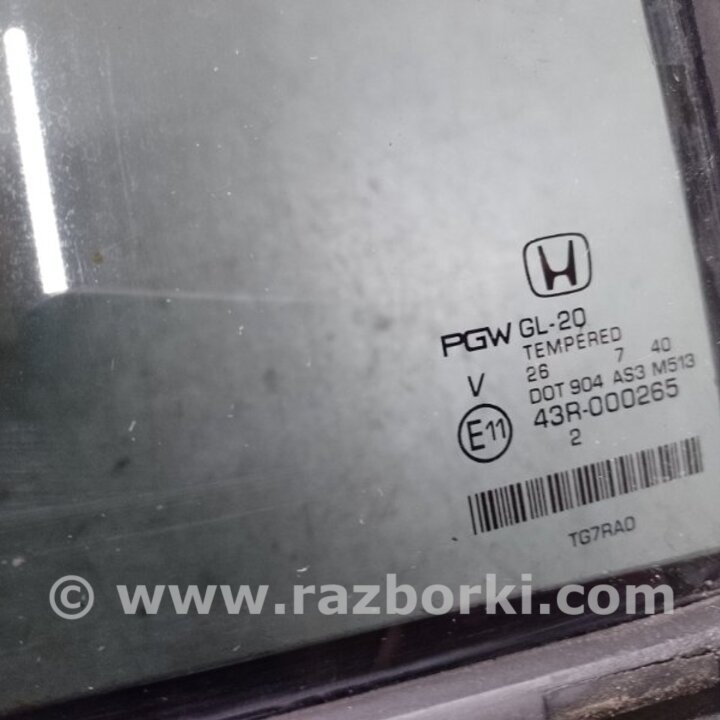 PGW GL-20
TEMPERED
26 7 40
V
DOT 904 AS3 M513
E11
43R-000265
2
TG7RA0
© www.razborki.com